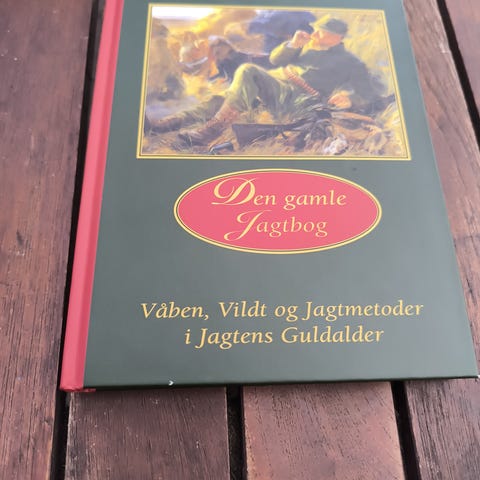 Den gamle
Jagtbog
Våben, Vildt og Jagtmetoder
i Jagtens Guldalder